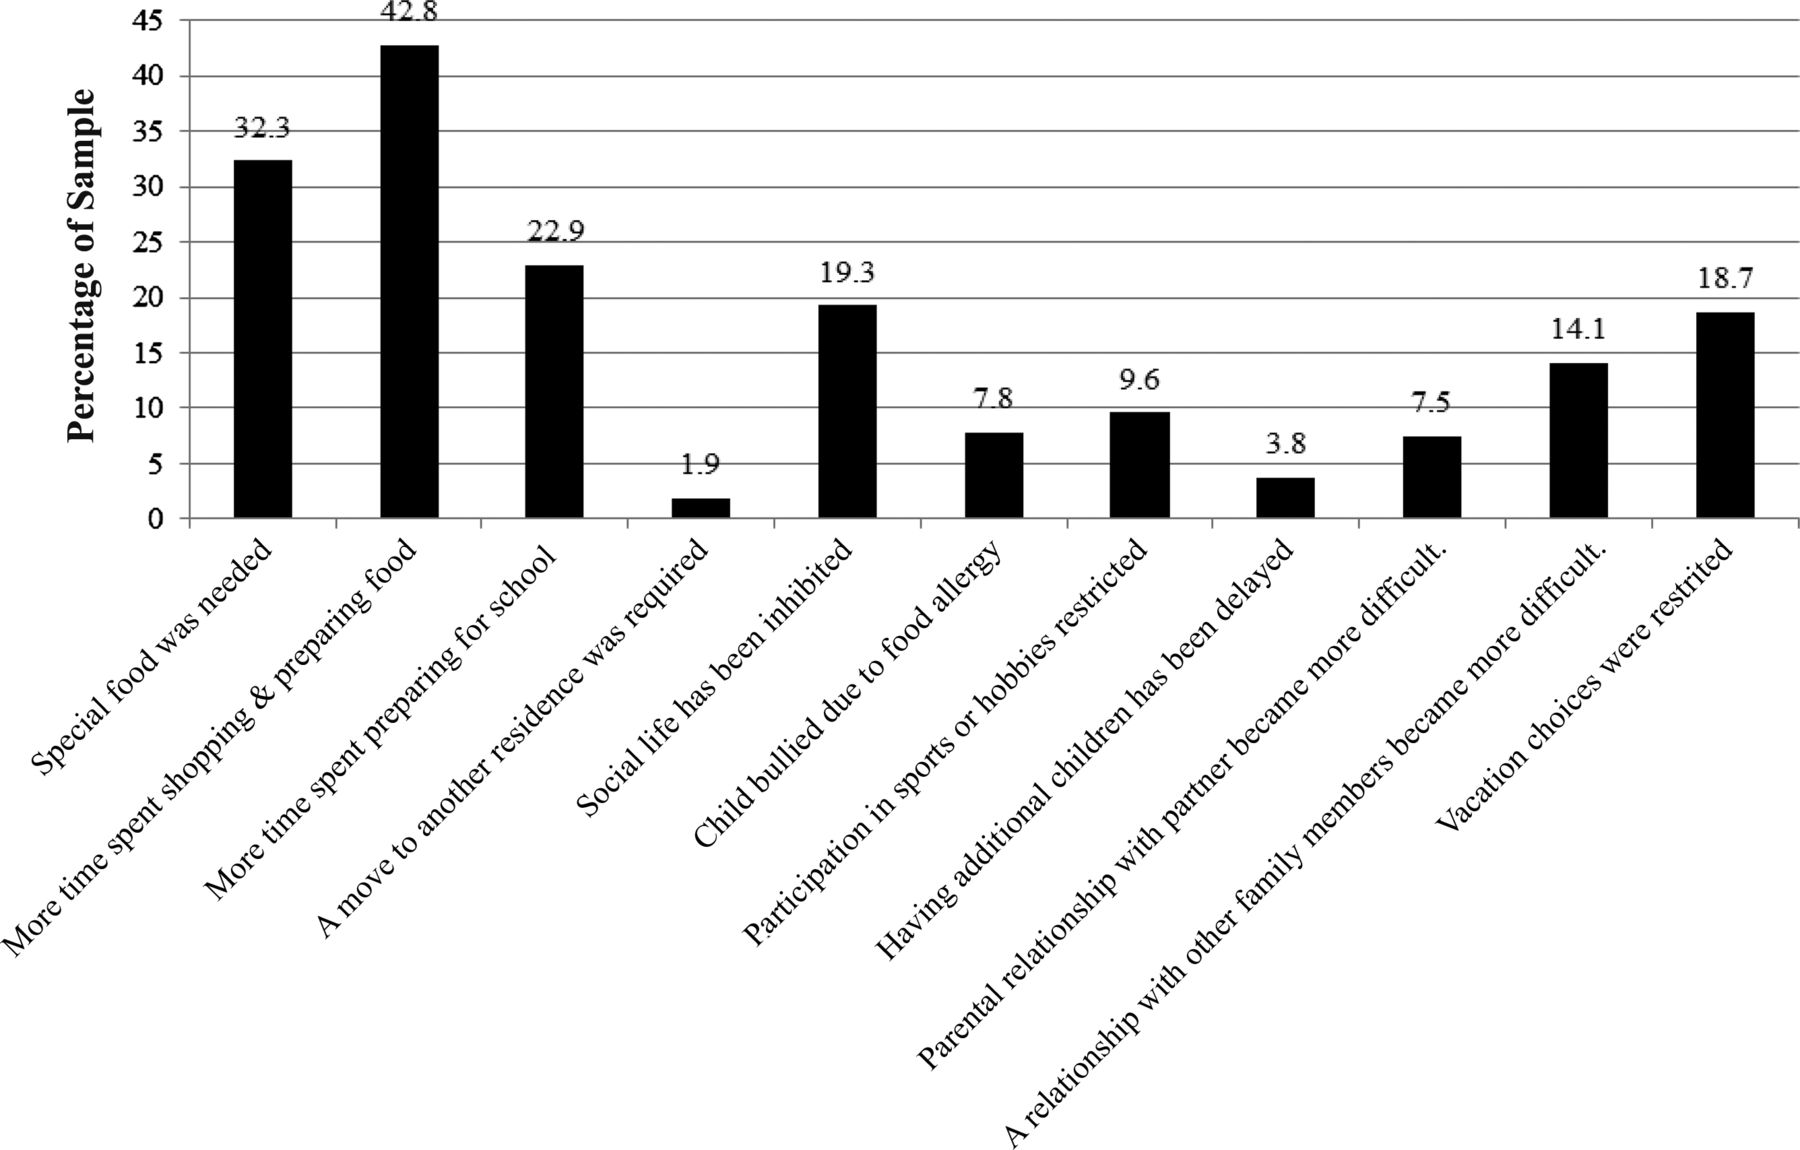 Percentage of Sample
45
40
35
30
25
20
15
10
5
0
32.3
42.8
22.9
1.9
19.3
7.8
9.6
3.8
7.5
14.1
18.7
Special food was needed
More time spent shopping & preparing food
More time spent preparing for school
A move to another residence was required
Social life has been inhibited
Child bullied due to food allergy
Participation in sports or hobbies restricted
Having additional children has been delayed
Parental relationship with partner became more difficult.
A relationship with other family members became more difficult.
Vacation choices were restrited